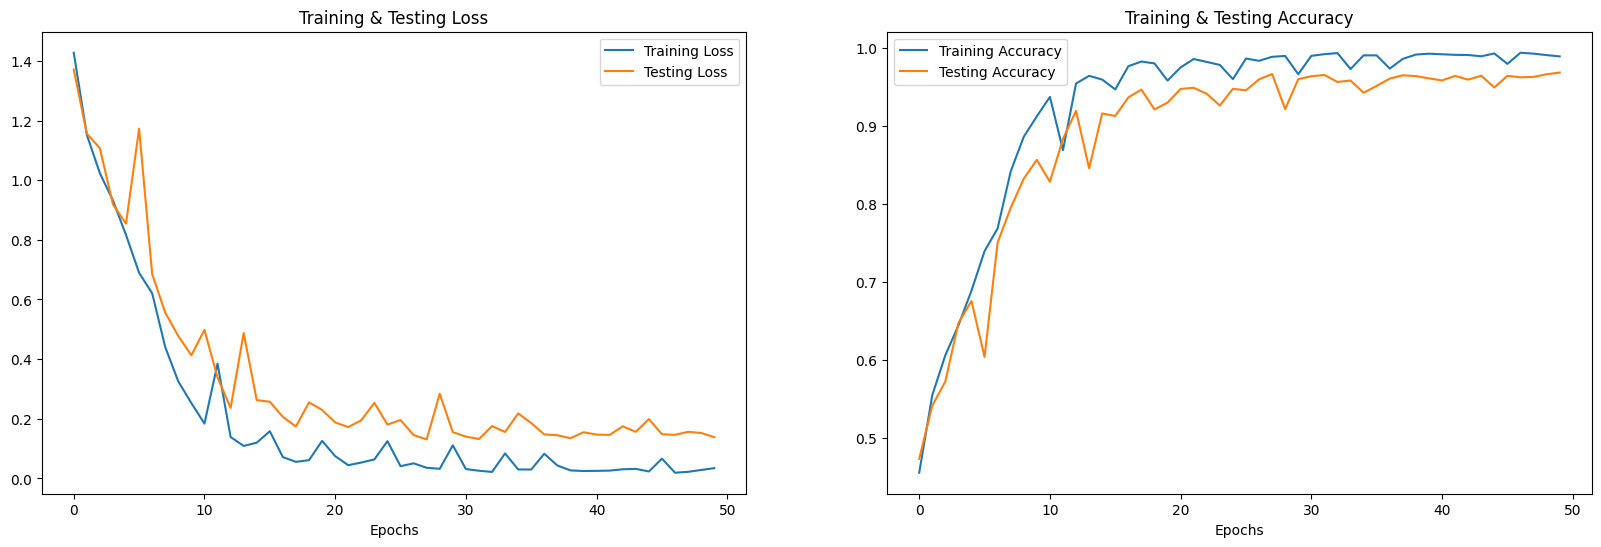 Training & Testing Loss
Training Loss
Testing Loss
1.4
1.2
1.0
0.8
0.6
0.4
0.2
0.0
0 10 20 30 40 50
Epochs
Training & Testing Accuracy
Training Accuracy
Testing Accuracy
1.0
0.9
0.8
0.7
0.6
0.5
0 10 20 30 40 50
Epochs